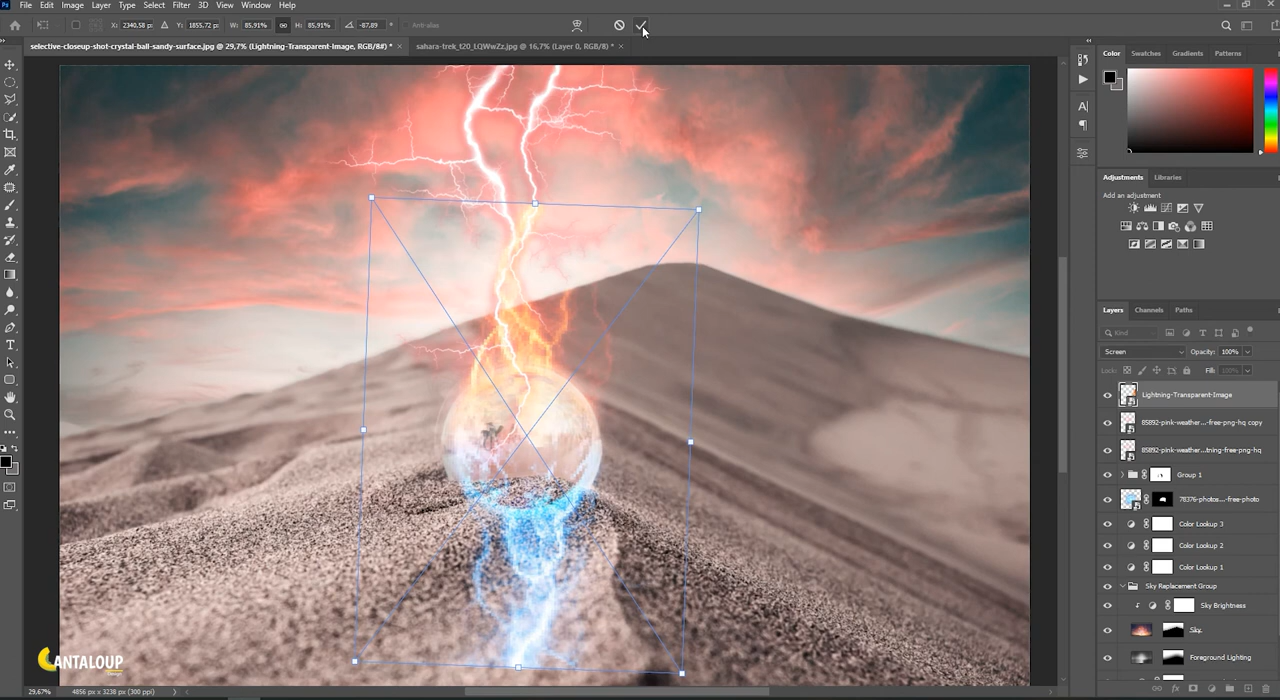 Ps File Edit Image Layer Type Select Filter 3D View Window Help
X: 2340.58 px Y: 1855.72 px W: 85.91% H: 85.91% -87.89 ° Anti-alias
selective-closeup-shot-crystal-ball-sandy-surface.jpg @ 29,7% (Lightning-Transparent-Image, RGB/8#) * × sahara-trek_t20_LQWwZz.jpg @ 16,7% (Layer 0, RGB/8) * ×
Color Swatches Gradients Patterns
Adjustments Libraries
Add an adjustment
Layers Channels Paths
Kind
Screen Opacity: 100%
Lock: Fill: 100%
Lightning-Transparent-Image
85892-pink-weather...-free-png-hq copy
85892-pink-weather...tning-free-png-hq
Group 1
78376-photos...-free-photo
Color Lookup 3
Color Lookup 2
Color Lookup 1
Sky Replacement Group
Sky Brightness
Sky
Foreground Lighting
CANTALOUP
29,67% 4856 px x 3238 px (300 ppi)